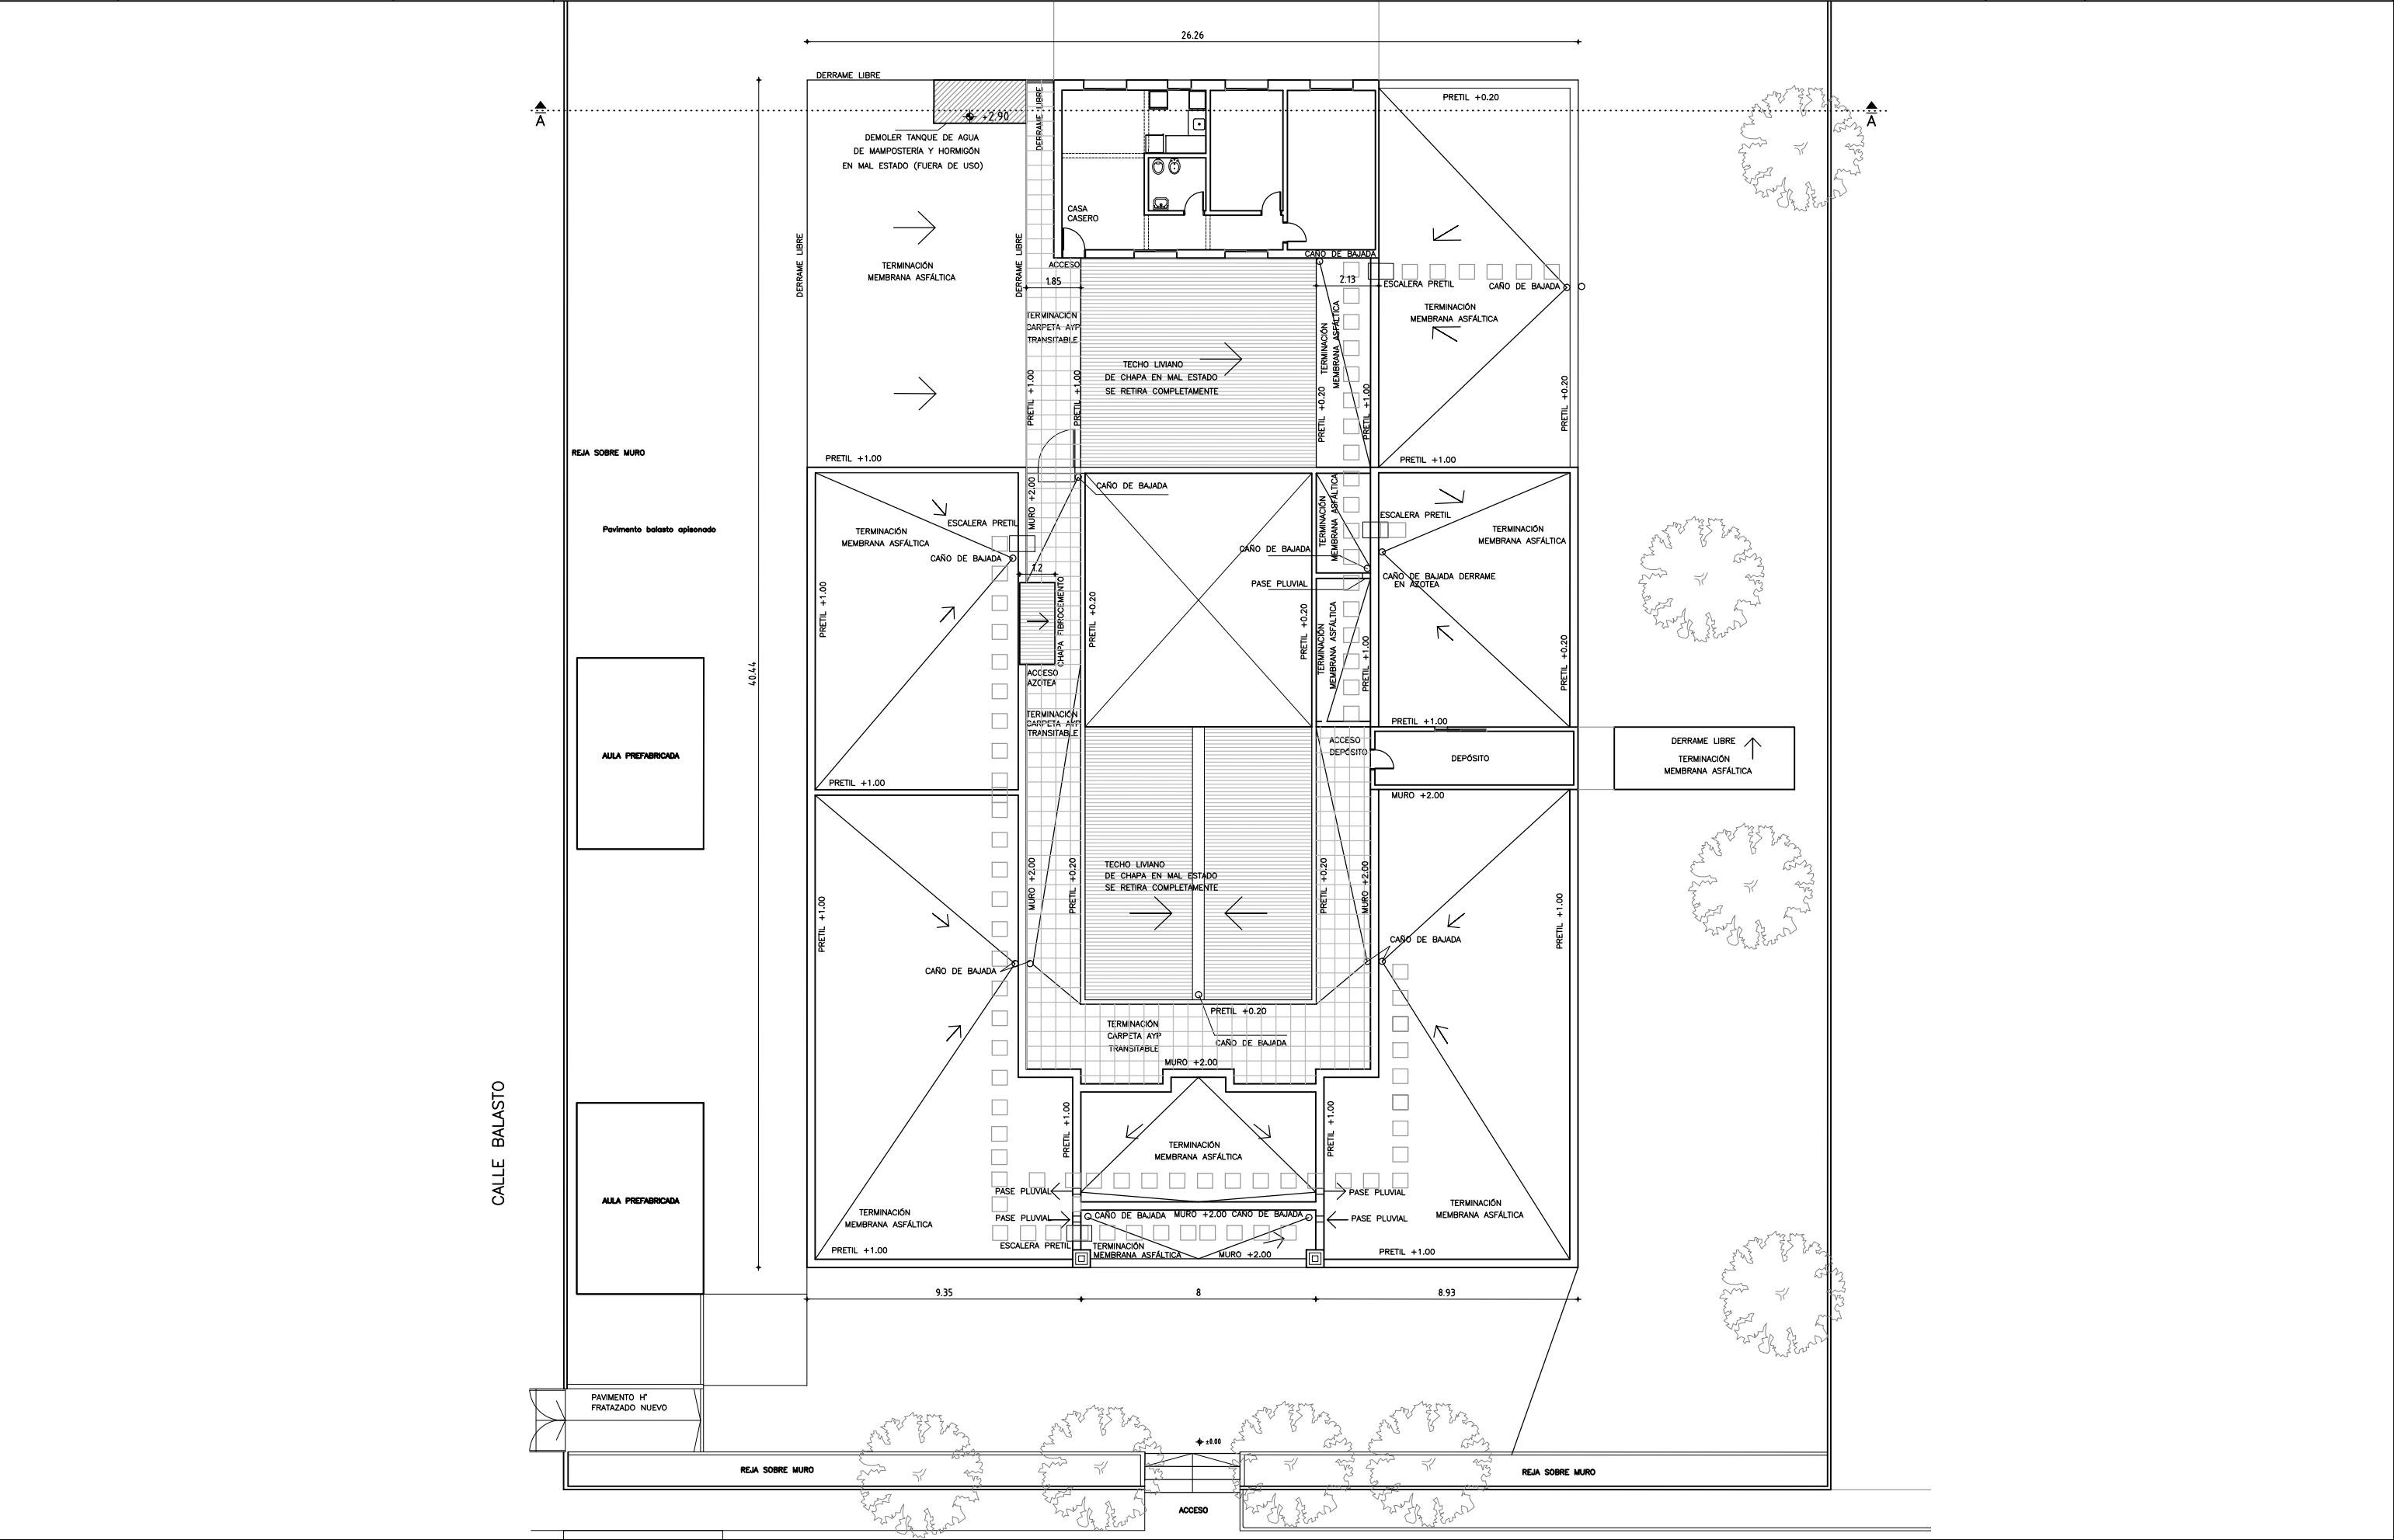 26.26
DERRAME LIBRE
+2.90
DERRAME LIBRE
PRETIL +0.20
A
A
DEMOLER TANQUE DE AGUA
DE MAMPOSTERÍA Y HORMIGÓN
EN MAL ESTADO (FUERA DE USO)
CASA
CASERO
DERRAME LIBRE
DERRAME LIBRE
TERMINACIÓN
MEMBRANA ASFÁLTICA
ACCESO
CAÑO DE BAJADA
1.85
2.13
ESCALERA PRETIL
CAÑO DE BAJADA
TERMINACIÓN
MEMBRANA ASFÁLTICA
TERMINACIÓN
CARPETA AYP
TRANSITABLE
TERMINACIÓN
MEMBRANA ASFÁLTICA
TECHO LIVIANO
DE CHAPA EN MAL ESTADO
SE RETIRA COMPLETAMENTE
PRETIL +1.00
PRETIL +1.00
PRETIL +0.20
PRETIL +1.00
PRETIL +0.20
REJA SOBRE MURO
PRETIL +1.00
PRETIL +1.00
CAÑO DE BAJADA
MURO +2.00
TERMINACIÓN
MEMBRANA ASFÁLTICA
ESCALERA PRETIL
ESCALERA PRETIL
Pavimento balasto apisonado
TERMINACIÓN
MEMBRANA ASFÁLTICA
TERMINACIÓN
MEMBRANA ASFÁLTICA
CAÑO DE BAJADA
CAÑO DE BAJADA
1.2
PASE PLUVIAL
CAÑO DE BAJADA DERRAME
EN AZOTEA
PRETIL +1.00
CHAPA FIBROCEMENTO
PRETIL +0.20
PRETIL +0.20
TERMINACIÓN
MEMBRANA ASFÁLTICA
PRETIL +1.00
PRETIL +0.20
40.44
ACCESO
AZOTEA
TERMINACIÓN
CARPETA AYP
TRANSITABLE
PRETIL +1.00
ACCESO
DEPÓSITO
DEPÓSITO
DERRAME LIBRE
TERMINACIÓN
MEMBRANA ASFÁLTICA
AULA PREFABRICADA
PRETIL +1.00
MURO +2.00
TECHO LIVIANO
DE CHAPA EN MAL ESTADO
SE RETIRA COMPLETAMENTE
PRETIL +1.00
MURO +2.00
PRETIL +0.20
PRETIL +0.20
MURO +2.00
PRETIL +1.00
CAÑO DE BAJADA
CAÑO DE BAJADA
PRETIL +0.20
TERMINACIÓN
CARPETA AYP
TRANSITABLE
CAÑO DE BAJADA
MURO +2.00
CALLE BALASTO
PRETIL +1.00
PRETIL +1.00
TERMINACIÓN
MEMBRANA ASFÁLTICA
PASE PLUVIAL
PASE PLUVIAL
AULA PREFABRICADA
TERMINACIÓN
MEMBRANA ASFÁLTICA
TERMINACIÓN
MEMBRANA ASFÁLTICA
PASE PLUVIAL
CAÑO DE BAJADA
MURO +2.00
CAÑO DE BAJADA
PASE PLUVIAL
PRETIL +1.00
ESCALERA PRETIL
TERMINACIÓN
MEMBRANA ASFÁLTICA
MURO +2.00
PRETIL +1.00
9.35
8
8.93
PAVIMENTO Hº
FRATAZADO NUEVO
±0.00
REJA SOBRE MURO
REJA SOBRE MURO
ACCESO